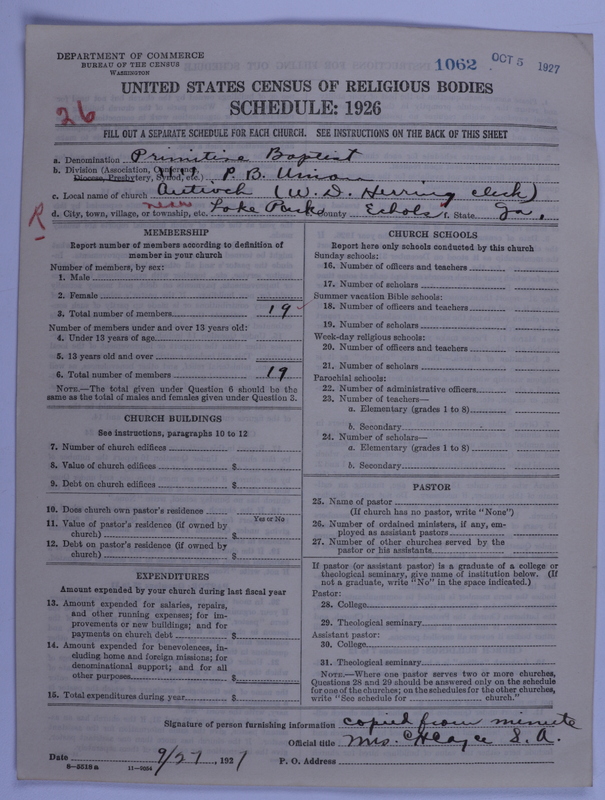 DEPARTMENT OF COMMERCE
BUREAU OF THE CENSUS
WASHINGTON
1062 OCT 5 1927
UNITED STATES CENSUS OF RELIGIOUS BODIES
SCHEDULE: 1926
26
FILL OUT A SEPARATE SCHEDULE FOR EACH CHURCH. SEE INSTRUCTIONS ON THE BACK OF THIS SHEET
a. Denomination Primitive Baptist
b. Division (Association, Conference, Diocese, Presbytery, Synod, etc.) P. B. Union
c. Local name of church Antioch (W. D. Herring clerk)
R d. City, town, village, or township, etc. near Lake Park County Echols State Ga.
MEMBERSHIP
Report number of members according to definition of
member in your church
Number of members, by sex:
1. Male
2. Female
3. Total number of members 19
Number of members under and over 13 years old:
4. Under 13 years of age
5. 13 years old and over
6. Total number of members 19
NOTE.—The total given under Question 6 should be the
same as the total of males and females given under Question 3.
CHURCH BUILDINGS
See instructions, paragraphs 10 to 12
7. Number of church edifices
8. Value of church edifices $
9. Debt on church edifices $
10. Does church own pastor's residence
Yes or No
11. Value of pastor's residence (if owned by
church) $
12. Debt on pastor's residence (if owned by
church) $
EXPENDITURES
Amount expended by your church during last fiscal year
13. Amount expended for salaries, repairs,
and other running expenses; for im-
provements or new buildings; and for
payments on church debt $
14. Amount expended for benevolences, in-
cluding home and foreign missions; for
denominational support; and for all
other purposes $
15. Total expenditures during year $
CHURCH SCHOOLS
Report here only schools conducted by this church
Sunday schools:
16. Number of officers and teachers
17. Number of scholars
Summer vacation Bible schools:
18. Number of officers and teachers
19. Number of scholars
Week-day religious schools:
20. Number of officers and teachers
21. Number of scholars
Parochial schools:
22. Number of administrative officers
23. Number of teachers—
a. Elementary (grades 1 to 8)
b. Secondary
24. Number of scholars—
a. Elementary (grades 1 to 8)
b. Secondary
PASTOR
25. Name of pastor
(If church has no pastor, write "None")
26. Number of ordained ministers, if any, em-
ployed as assistant pastors
27. Number of other churches served by the
pastor or his assistants
If pastor (or assistant pastor) is a graduate of a college or
theological seminary, give name of institution below. (If
not a graduate, write "No" in the space indicated.)
Pastor:
28. College
29. Theological seminary
Assistant pastor:
30. College
31. Theological seminary
NOTE.—Where one pastor serves two or more churches,
Questions 28 and 29 should be answered only on the schedule
for one of the churches; on the schedules for the other churches,
write "See schedule for church."
Signature of person furnishing information copied from minute
Official title Mrs. S. A.
Date 9/27, 1927 P. O. Address
8—5518a 11—9064